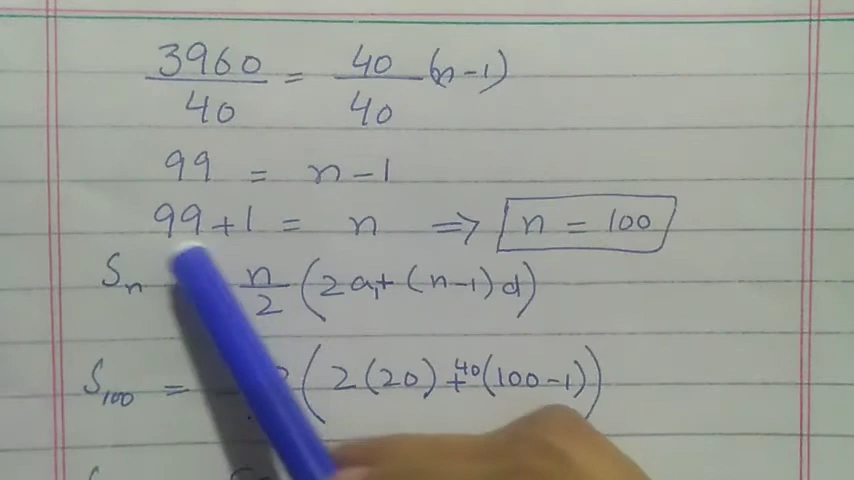 3960/40 = 40/40 (n-1)
99 = n-1
99+1 = n ⇒ n = 100
Sn n/2 (2a₁+(n-1)d)
S100 = (2(20)+40(100-1))